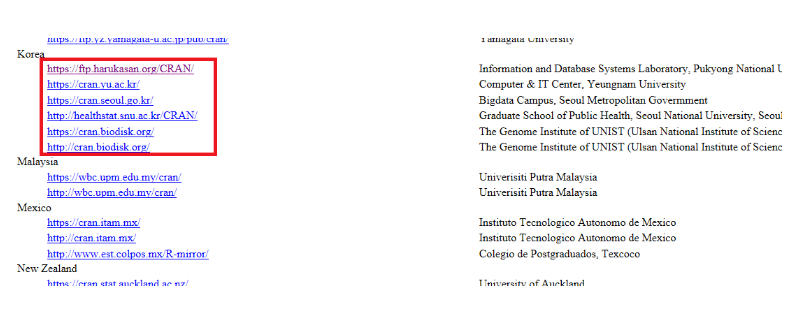 https://ftp.yz.yamagata-u.ac.jp/pub/cran/ Yamagata University
Korea
https://ftp.harukasan.org/CRAN/ Information and Database Systems Laboratory, Pukyong National U
https://cran.yu.ac.kr/ Computer & IT Center, Yeungnam University
https://cran.seoul.go.kr/ Bigdata Campus, Seoul Metropolitan Government
http://healthstat.snu.ac.kr/CRAN/ Graduate School of Public Health, Seoul National University, Seoul
https://cran.biodisk.org/ The Genome Institute of UNIST (Ulsan National Institute of Scienc
http://cran.biodisk.org/ The Genome Institute of UNIST (Ulsan National Institute of Scienc
Malaysia
https://wbc.upm.edu.my/cran/ Univerisiti Putra Malaysia
http://wbc.upm.edu.my/cran/ Univerisiti Putra Malaysia
Mexico
https://cran.itam.mx/ Instituto Tecnologico Autonomo de Mexico
http://cran.itam.mx/ Instituto Tecnologico Autonomo de Mexico
http://www.est.colpos.mx/R-mirror/ Colegio de Postgraduados, Texcoco
New Zealand
https://cran.stat.auckland.ac.nz/ University of Auckland